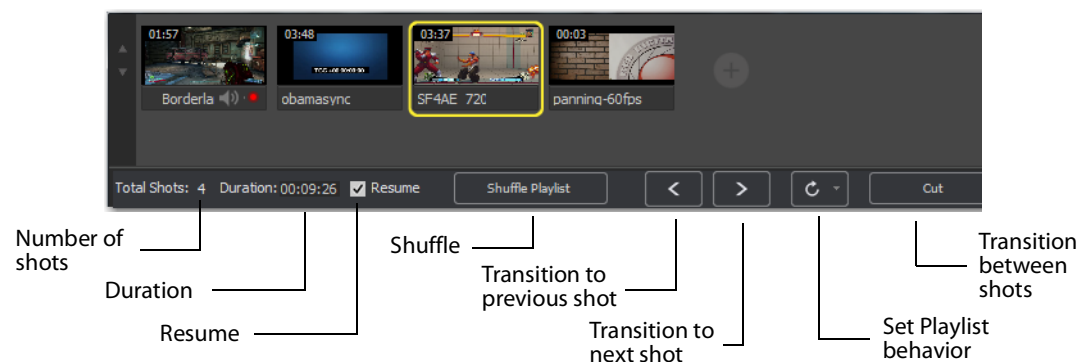 01:57
03:48
03:37
00:03
Borderla
obamasync
SF4AE 720
panning-60fps
Total Shots: 4 Duration: 00:09:26 Resume Shuffle Playlist Cut
Number of
shots
Duration
Resume
Shuffle
Transition to
previous shot
Transition to
next shot
Set Playlist
behavior
Transition
between
shots